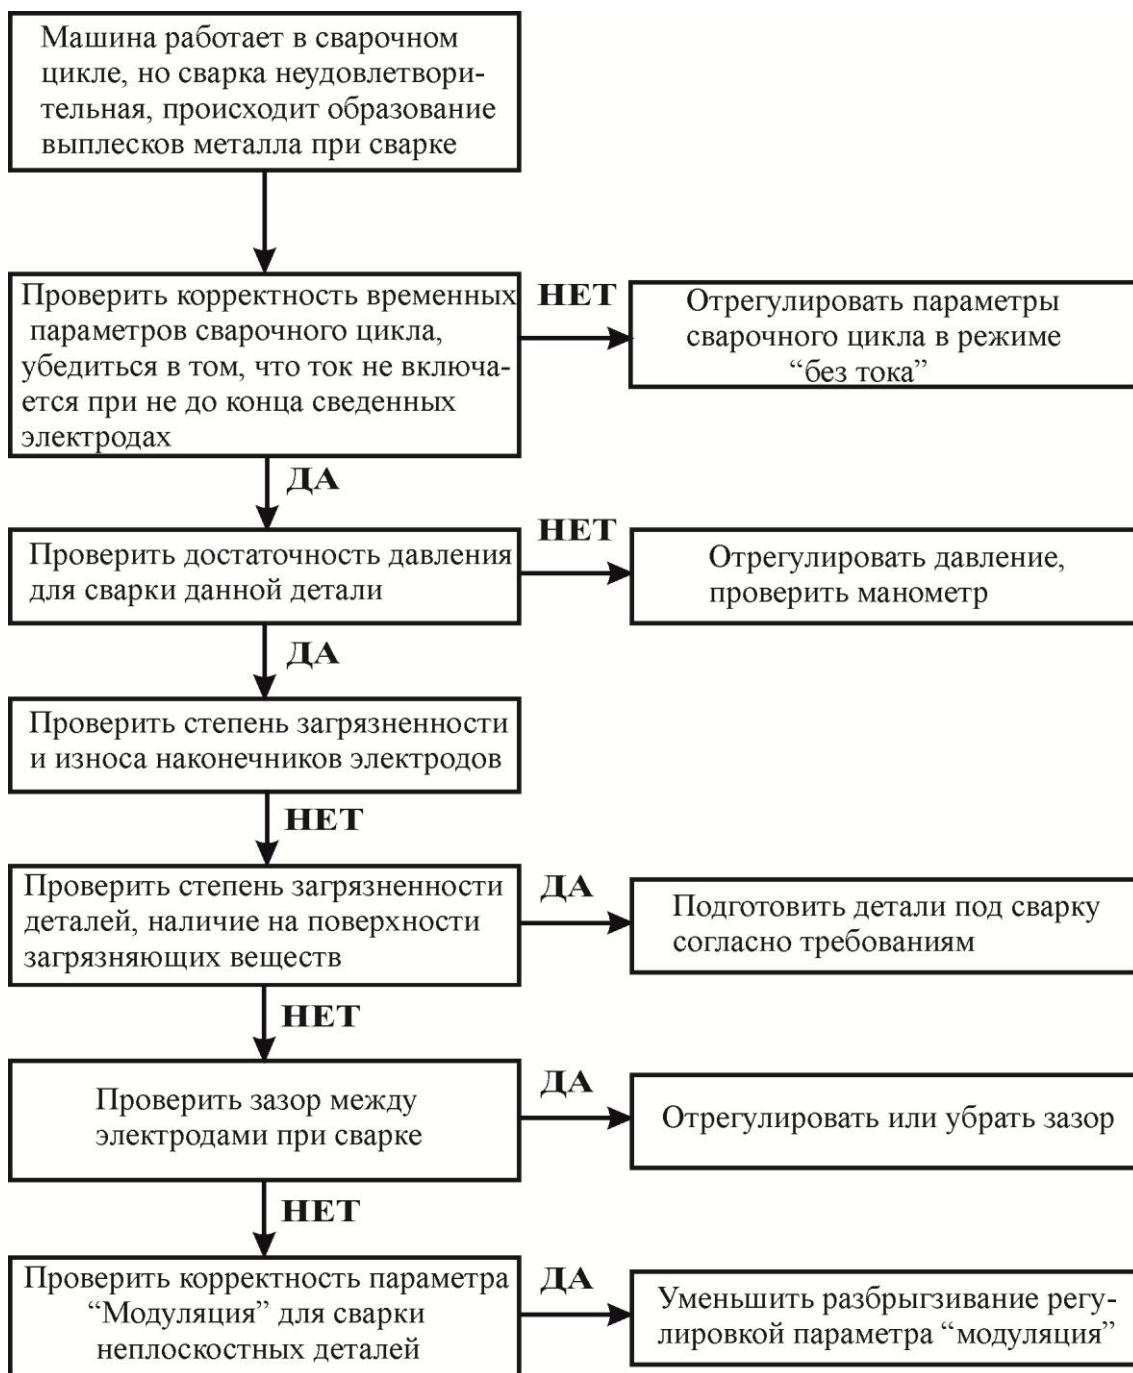 Машина работает в сварочном
цикле, но сварка неудовлетвори-
тельная, происходит образование
выплесков металла при сварке
Проверить корректность временных
параметров сварочного цикла,
убедиться в том, что ток не включа-
ется при не до конца сведенных
электродах
НЕТ
Отрегулировать параметры
сварочного цикла в режиме
“без тока”
ДА
Проверить достаточность давления
для сварки данной детали
НЕТ
Отрегулировать давление,
проверить манометр
ДА
Проверить степень загрязненности
и износа наконечников электродов
НЕТ
Проверить степень загрязненности
деталей, наличие на поверхности
загрязняющих веществ
ДА
Подготовить детали под сварку
согласно требованиям
НЕТ
Проверить зазор между
электродами при сварке
ДА
Отрегулировать или убрать зазор
НЕТ
Проверить корректность параметра
“Модуляция” для сварки
неплоскостных деталей
ДА
Уменьшить разбрыгзивание регу-
лировкой параметра “модуляция”